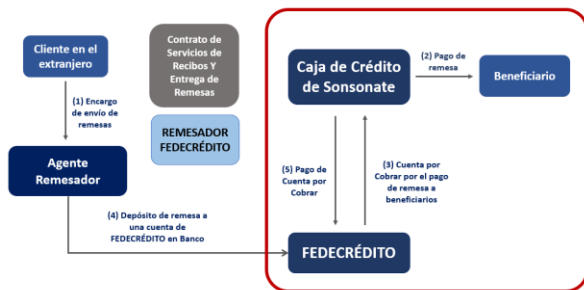 Cliente en el
extranjero
(1) Encargo
de envío de
remesas
Agente
Remesador
Contrato de
Servicios de
Recibos Y
Entrega de
Remesas
REMESADOR
FEDECRÉDITO
(4) Depósito de remesa a
una cuenta de
FEDECRÉDITO en Banco
Caja de Crédito
de Sonsonate
(2) Pago de
remesa
Beneficiario
(5) Pago de
Cuenta por
Cobrar
(3) Cuenta por
Cobrar por el pago
de remesa a
beneficiarios
FEDECRÉDITO